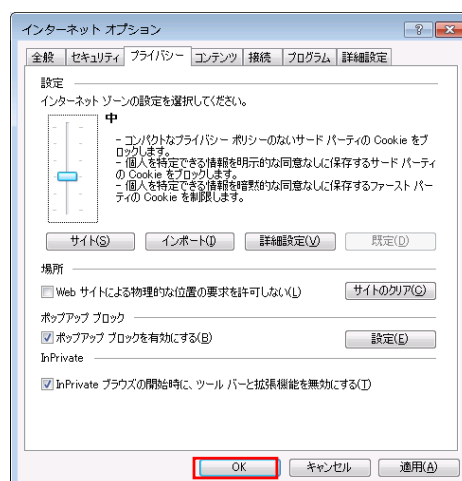 インターネット オプション
全般 セキュリティ プライバシー コンテンツ 接続 プログラム 詳細設定
設定
インターネット ゾーンの設定を選択してください。
中
- コンパクトなプライバシー ポリシーのないサード パーティの Cookie をブ
ロックします。
- 個人を特定できる情報を明示的な同意なしに保存するサード パーティ
の Cookie をブロックします。
- 個人を特定できる情報を暗黙的な同意なしに保存するファースト パー
ティの Cookie を制限します。
サイト(S) インポート(I) 詳細設定(V) 既定(D)
場所
Web サイトによる物理的な位置の要求を許可しない(L) サイトのクリア(C)
ポップアップ ブロック
ポップアップ ブロックを有効にする(B) 設定(E)
InPrivate
InPrivate ブラウズの開始時に、ツール バーと拡張機能を無効にする(T)
OK キャンセル 適用(A)